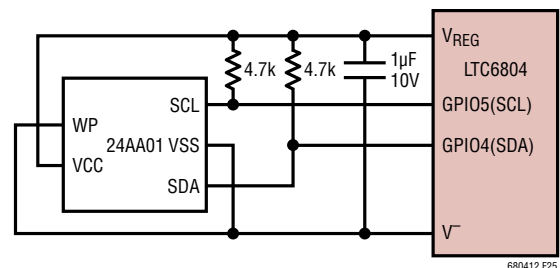 VREG
LTC6804
4.7k
4.7k
1µF
10V
SCL
GPIO5(SCL)
WP
24AA01 VSS
GPIO4(SDA)
VCC
SDA
V–
680412 F25